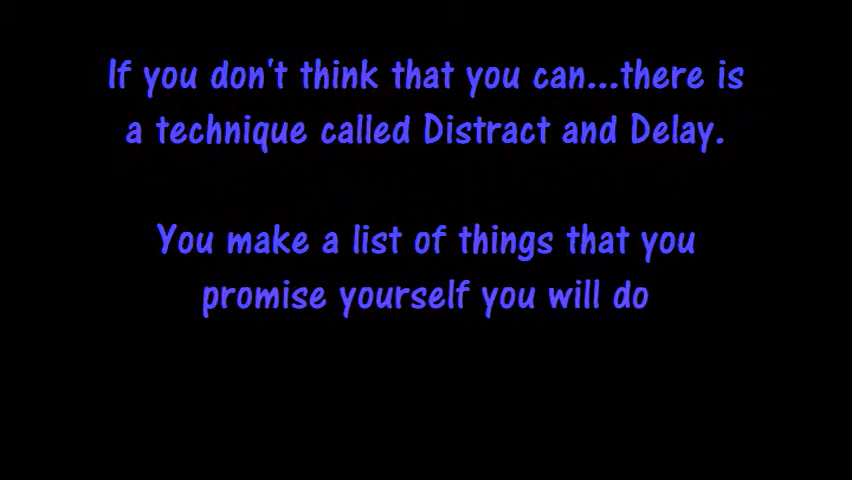 If you don't think that you can...there is
a technique called Distract and Delay.
You make a list of things that you
promise yourself you will do